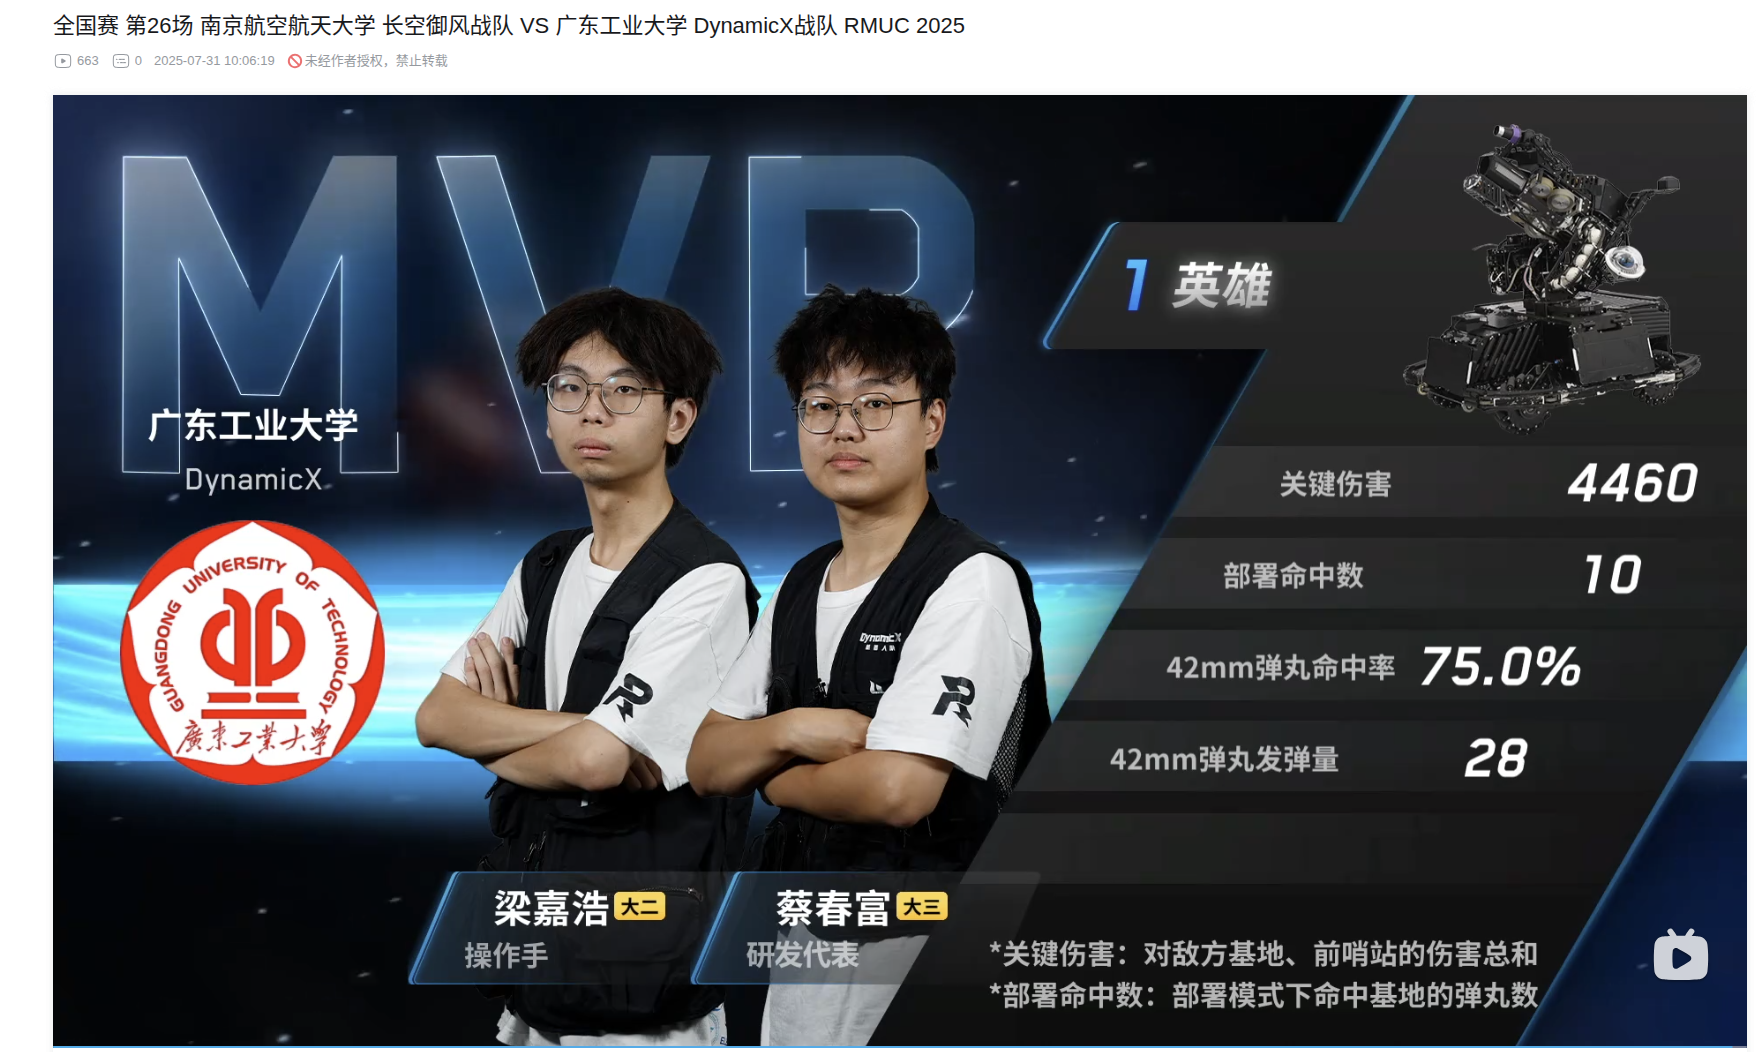 全国赛 第26场 南京航空航天大学 长空御风战队 VS 广东工业大学 DynamicX战队 RMUC 2025
663 0 2025-07-31 10:06:19 未经作者授权，禁止转载
MVP
1 英雄
广东工业大学
DynamicX
GUANGDONG UNIVERSITY OF TECHNOLOGY
廣東工業大學
DynamicX
关键伤害 4460
部署命中数 10
42mm弹丸命中率 75.0%
42mm弹丸发弹量 28
梁嘉浩 大二
操作手
蔡春富 大三
研发代表
*关键伤害：对敌方基地、前哨站的伤害总和
*部署命中数：部署模式下命中基地的弹丸数